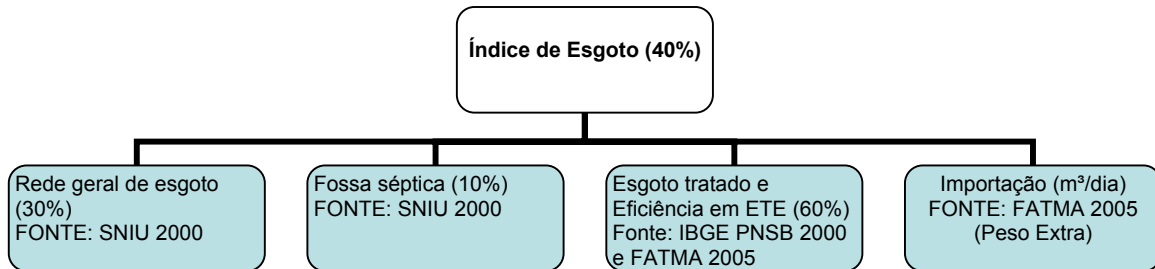 Índice de Esgoto (40%)
Rede geral de esgoto
(30%)
FONTE: SNIU 2000
Fossa séptica (10%)
FONTE: SNIU 2000
Esgoto tratado e
Eficiência em ETE (60%)
Fonte: IBGE PNSB 2000
e FATMA 2005
Importação (m³/dia)
FONTE: FATMA 2005
(Peso Extra)